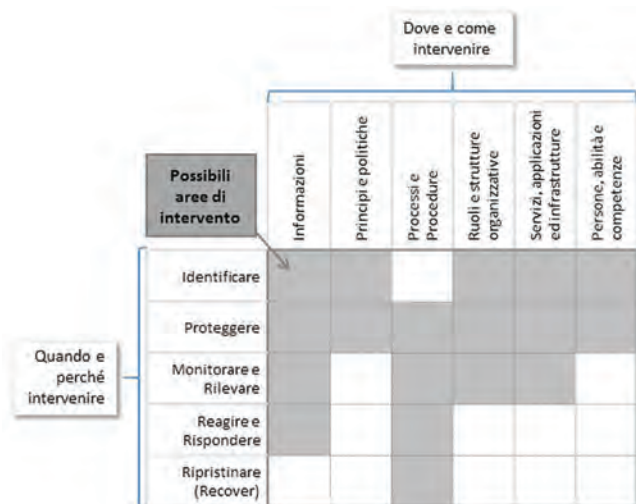 Dove e come
intervenire
Possibili
aree di
intervento
Informazioni
Principi e politiche
Processi e
Procedure
Ruoli e strutture
organizzative
Servizi, applicazioni
ed infrastrutture
Persone, abilità e
competenze
Quando e
perché
intervenire
Identificare
Proteggere
Monitorare e
Rilevare
Reagire e
Rispondere
Ripristinare
(Recover)